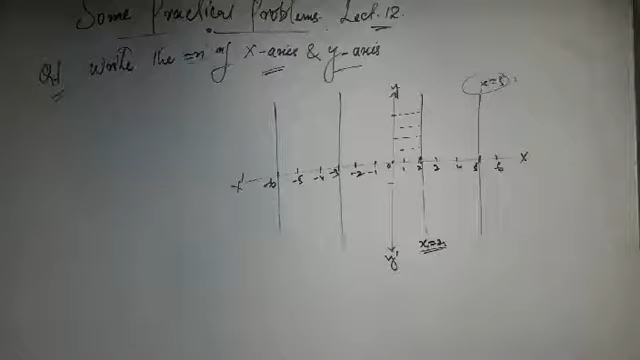 Some Practical Problems. Lect. 12.
Q1 Write the =n of x-axis & y-axis
y x=5
x' -6 -5 -4 -3 -2 -1 0 1 2 3 4 5 6 x
x=2
y'